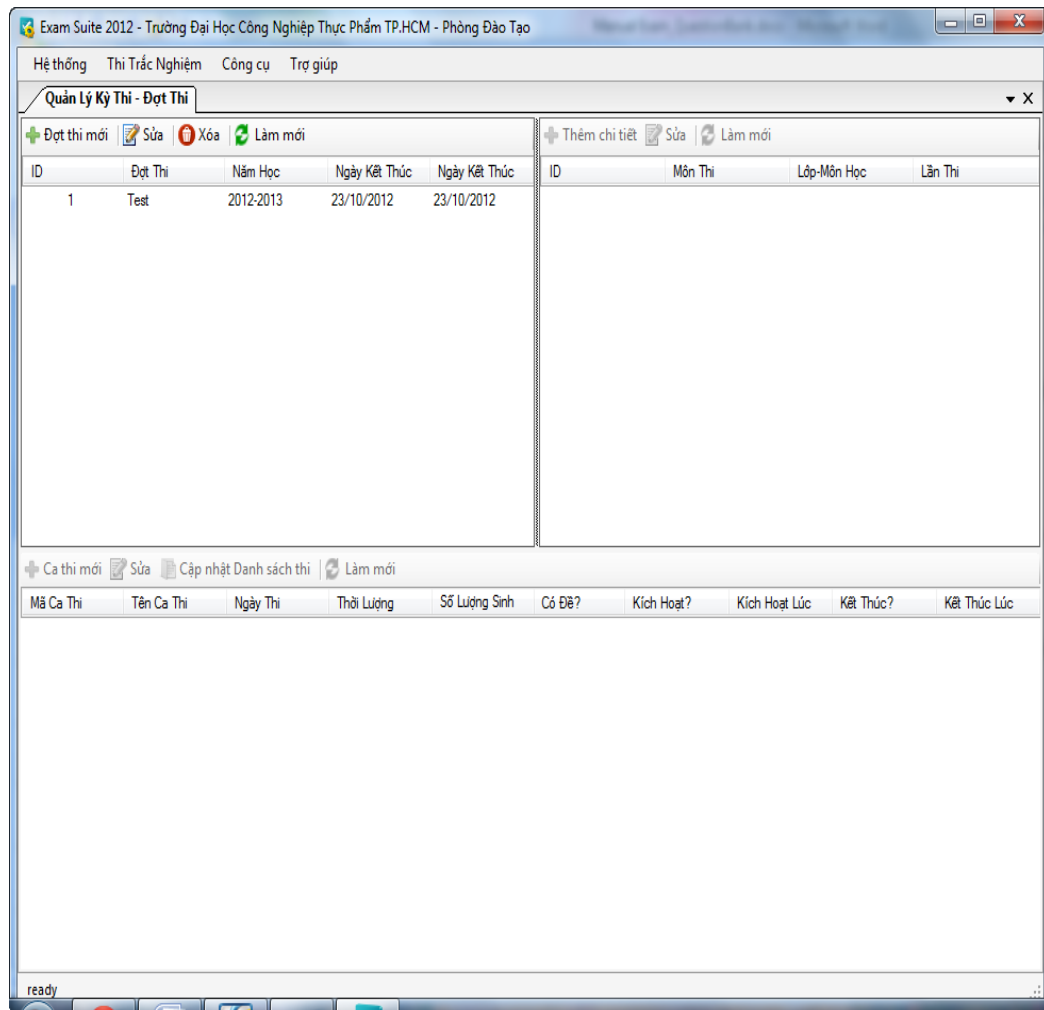 Exam Suite 2012 - Trường Đại Học Công Nghiệp Thực Phẩm TP.HCM - Phòng Đào Tạo
Hệ thống Thi Trắc Nghiệm Công cụ Trợ giúp
Quản Lý Kỳ Thi - Đợt Thi
Đợt thi mới Sửa Xóa Làm mới
ID Đợt Thi Năm Học Ngày Kết Thúc Ngày Kết Thúc
1 Test 2012-2013 23/10/2012 23/10/2012
Thêm chi tiết Sửa Làm mới
ID Môn Thi Lớp-Môn Học Lần Thi
Ca thi mới Sửa Cập nhật Danh sách thi Làm mới
Mã Ca Thi Tên Ca Thi Ngày Thi Thời Lượng Số Lượng Sinh Có Đề? Kích Hoạt? Kích Hoạt Lúc Kết Thúc? Kết Thúc Lúc
ready